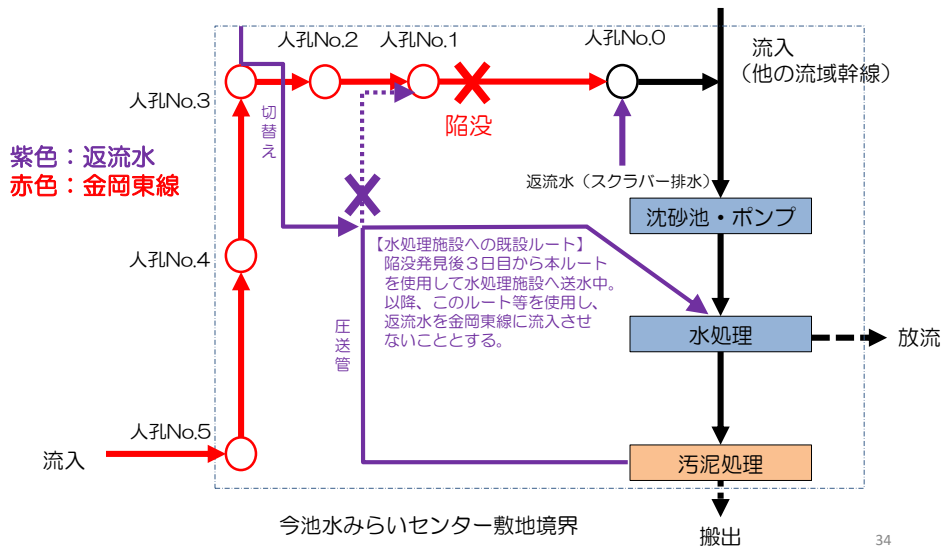 人孔No.2
人孔No.1
人孔No.0
流入
（他の流域幹線）
人孔No.3
切替え
陥没
紫色：返流水
赤色：金岡東線
返流水（スクラバー排水）
沈砂池・ポンプ
【水処理施設への既設ルート】
陥没発見後３日目から本ルート
を使用して水処理施設へ送水中。
以降、このルート等を使用し、
返流水を金岡東線に流入させ
ないこととする。
人孔No.4
圧送管
水処理
放流
人孔No.5
流入
汚泥処理
今池水みらいセンター敷地境界
搬出
34